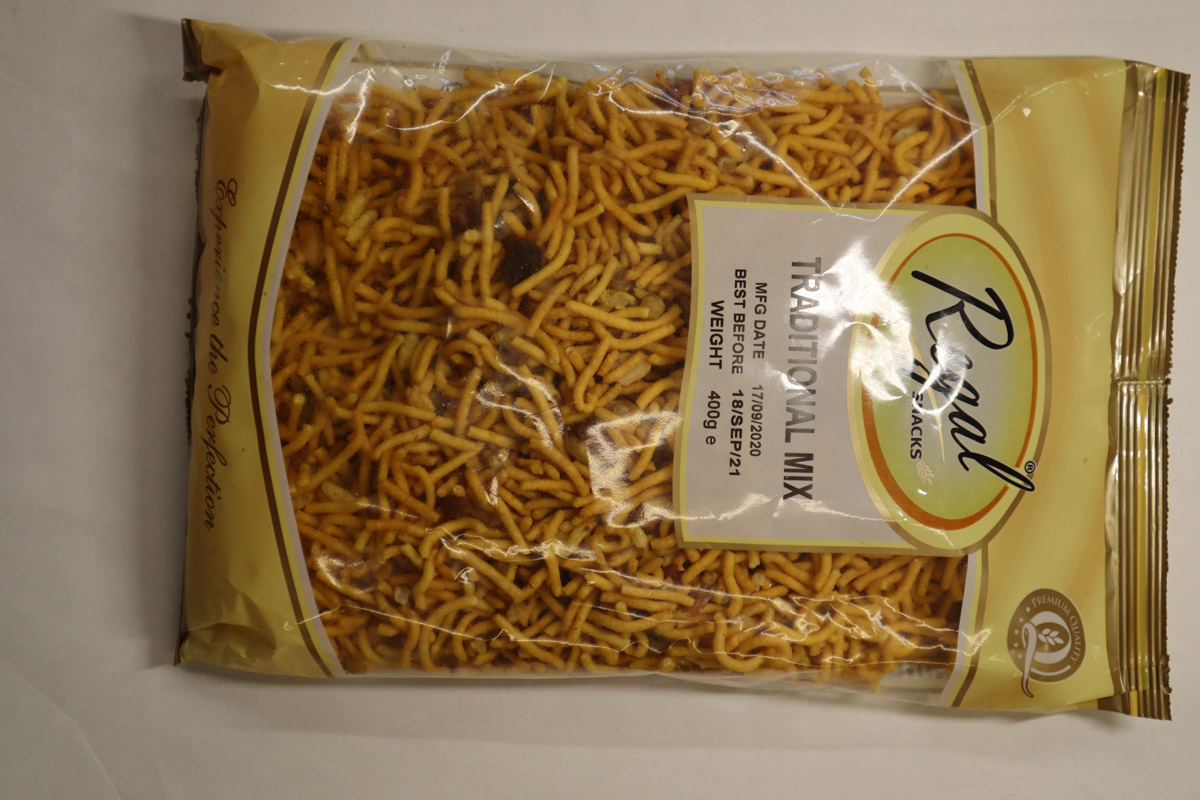 Regal®
SNACKS
TRADITIONAL MIX
MFG DATE 17/09/2020
BEST BEFORE 18/SEP/21
WEIGHT 400g e
PREMIUM QUALITY
Experience the Perfection